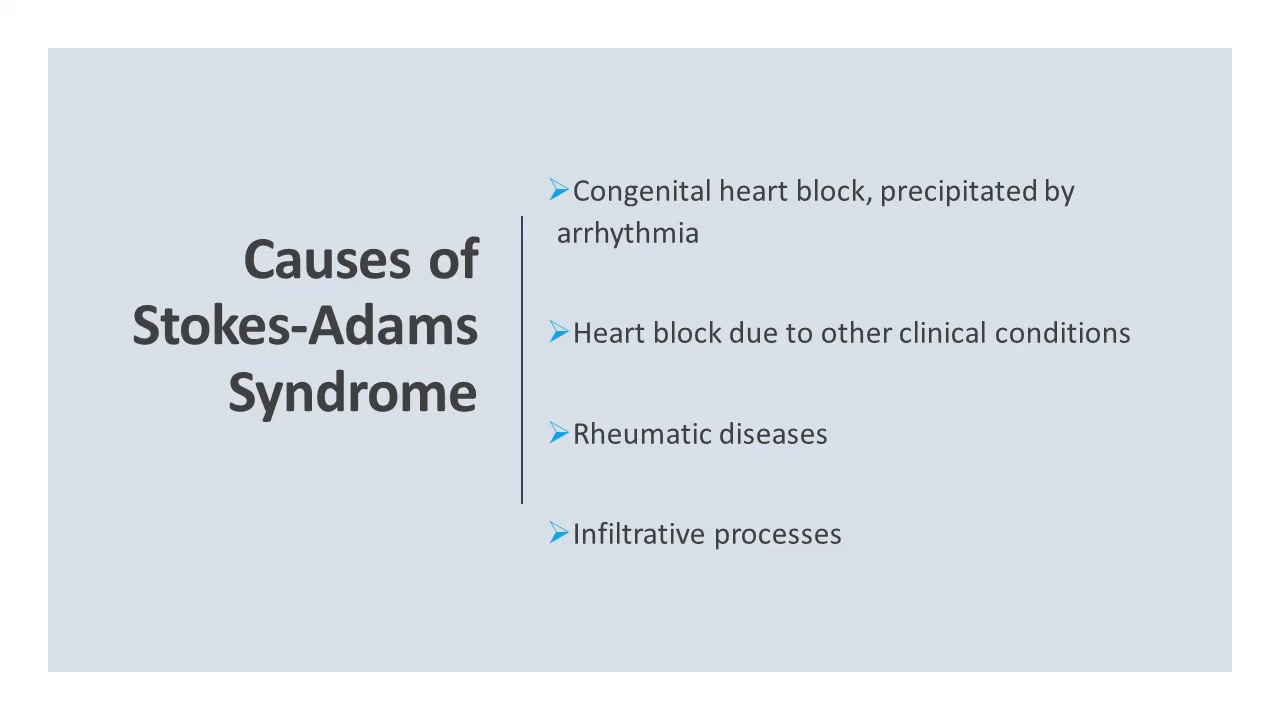 Causes of
Stokes-Adams
Syndrome
➢Congenital heart block, precipitated by
arrhythmia
➢Heart block due to other clinical conditions
➢Rheumatic diseases
➢Infiltrative processes